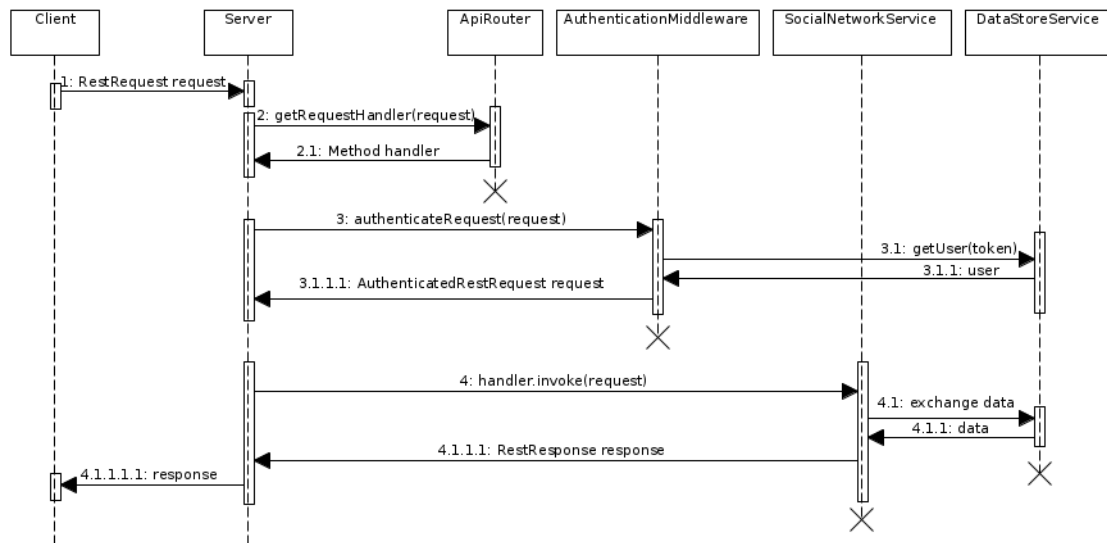 Client
Server
ApiRouter
AuthenticationMiddleware
SocialNetworkService
DataStoreService
1: RestRequest request
2: getRequestHandler(request)
2.1: Method handler
3: authenticateRequest(request)
3.1: getUser(token)
3.1.1: user
3.1.1.1: AuthenticatedRestRequest request
4: handler.invoke(request)
4.1: exchange data
4.1.1: data
4.1.1.1: RestResponse response
4.1.1.1.1: response